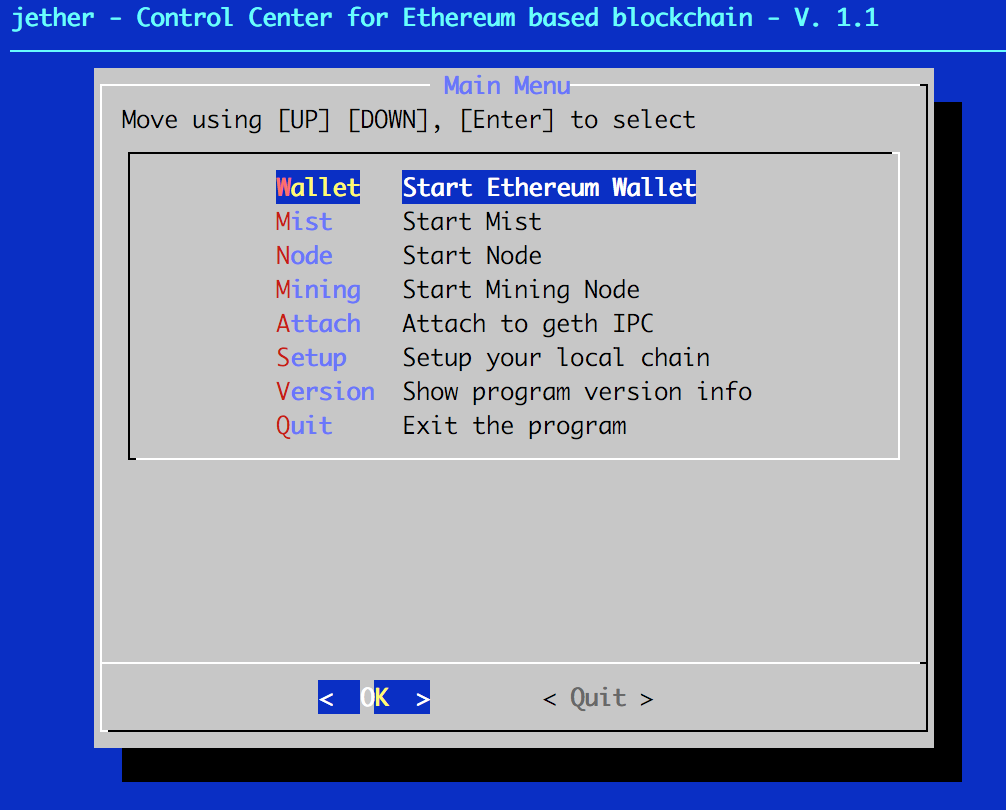 jether - Control Center for Ethereum based blockchain - V. 1.1
Main Menu
Move using [UP] [DOWN], [Enter] to select
Wallet Start Ethereum Wallet
Mist Start Mist
Node Start Node
Mining Start Mining Node
Attach Attach to geth IPC
Setup Setup your local chain
Version Show program version info
Quit Exit the program
< OK > < Quit >